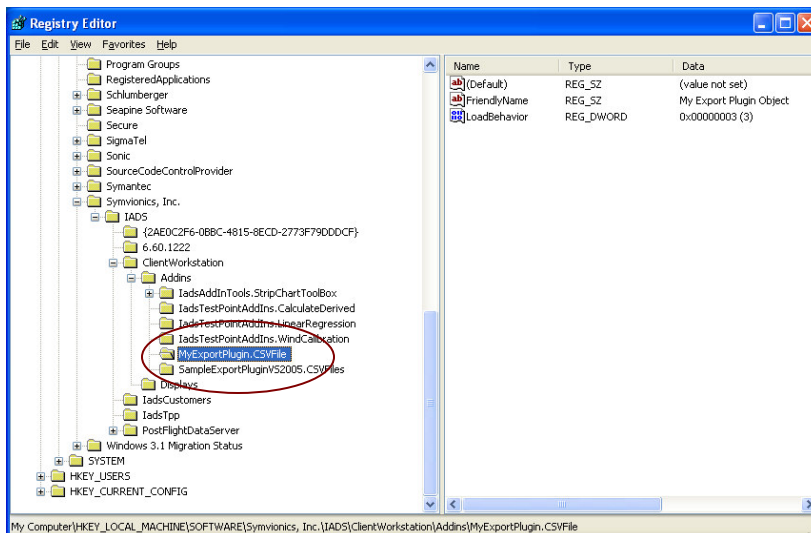 Registry Editor
File Edit View Favorites Help
Program Groups
RegisteredApplications
Schlumberger
Seapine Software
Secure
SigmaTel
Sonic
SourceCodeControlProvider
Symantec
Symvionics, Inc.
IADS
{2AE0C2F6-0BBC-4815-8ECD-2773F79DDDCF}
6.60.1222
ClientWorkstation
Addins
IadsAddInTools.StripChartToolBox
IadsTestPointAddIns.CalculateDerived
IadsTestPointAddIns.LinearRegression
IadsTestPointAddIns.WindCalibration
MyExportPlugin.CSVFile
SampleExportPluginVS2005.CSVFiles
Displays
IadsCustomers
IadsTpp
PostFlightDataServer
Windows 3.1 Migration Status
SYSTEM
HKEY_USERS
HKEY_CURRENT_CONFIG
Name Type Data
(Default) REG_SZ (value not set)
FriendlyName REG_SZ My Export Plugin Object
LoadBehavior REG_DWORD 0x00000003 (3)
My Computer\HKEY_LOCAL_MACHINE\SOFTWARE\Symvionics, Inc.\IADS\ClientWorkstation\Addins\MyExportPlugin.CSVFile